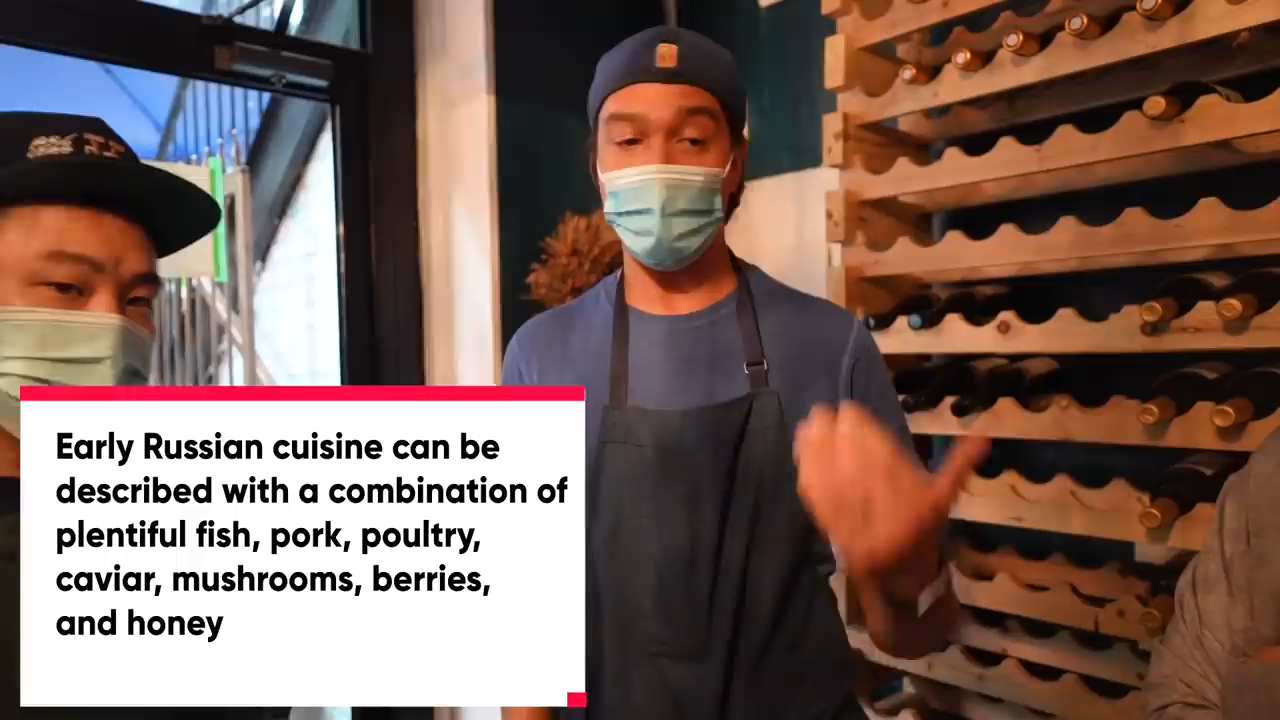 Early Russian cuisine can be
described with a combination of
plentiful fish, pork, poultry,
caviar, mushrooms, berries,
and honey